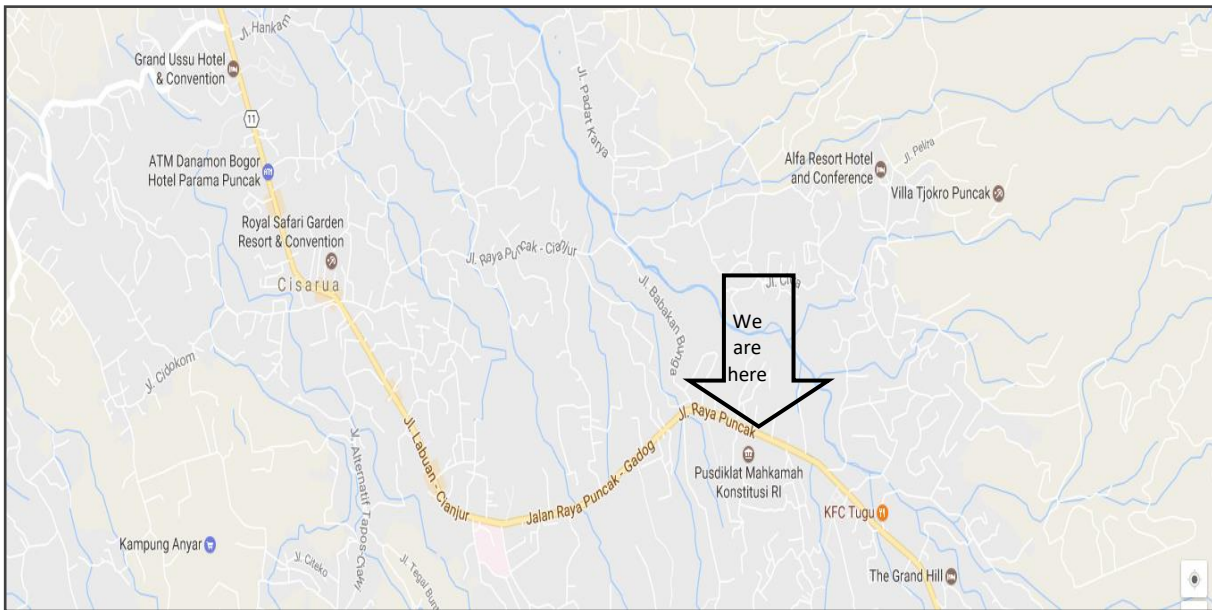 Jl. Hankam
Grand Ussu Hotel
& Convention
11
ATM Danamon Bogor
Hotel Parama Puncak
Royal Safari Garden
Resort & Convention
Cisarua
Jl. Cidokom
Jl. Padat Karya
Alfa Resort Hotel
and Conference
Jl. Pekra
Villa Tjokro Puncak
Jl. Raya Puncak - Cianjur
Jl. Babakan Bunga
We
are
here
Jl. Raya Puncak
Jl. Labuan - Cianjur
Jalan Raya Puncak - Gadog
Pusdiklat Mahkamah
Konstitusi RI
KFC Tugu
The Grand Hill
Kampung Anyar
Jl. Citeko
Jl. Alternatif Tapos-Ciawi
Jl. Tegal